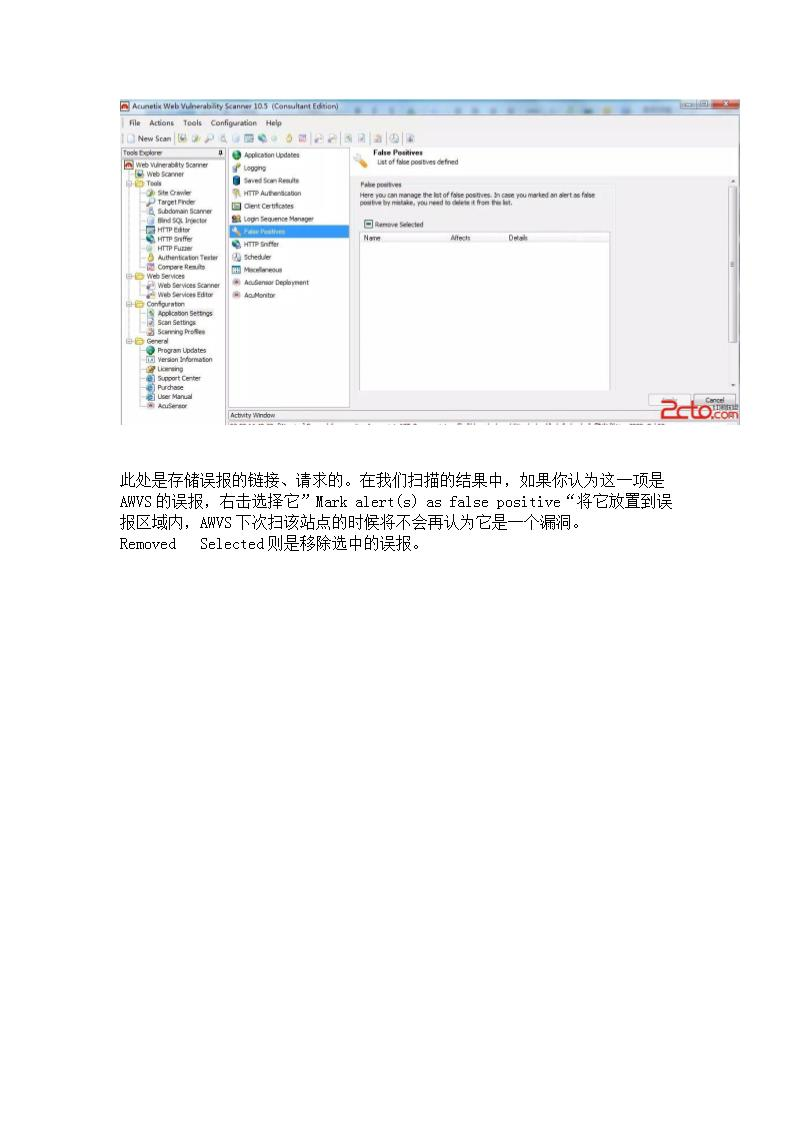 Acunetix Web Vulnerability Scanner 10.5 (Consultant Edition)
File Actions Tools Configuration Help
New Scan
Tools Explorer
Web Vulnerability Scanner
Web Scanner
Tools
Site Crawler
Target Finder
Subdomain Scanner
Blind SQL Injector
HTTP Editor
HTTP Sniffer
HTTP Fuzzer
Authentication Tester
Compare Results
Web Services
Web Services Scanner
Web Services Editor
Configuration
Application Settings
Scan Settings
Scanning Profiles
General
Program Updates
Version Information
Licensing
Support Center
Purchase
User Manual
AcuSensor
Application Updates
Logging
Saved Scan Results
HTTP Authentication
Client Certificates
Login Sequence Manager
False Positives
HTTP Sniffer
Scheduler
Miscellaneous
AcuSensor Deployment
AcuMonitor
False Positives
List of false positives defined
False positives
Here you can manage the list of false positives. In case you marked an alert as false
positive by mistake, you need to delete it from this list.
Remove Selected
Name Affects Details
Cancel
2cto.com
Activity Window
此处是存储误报的链接、请求的。在我们扫描的结果中，如果你认为这一项是
AWVS 的误报，右击选择它”Mark alert(s) as false positive“将它放置到误
报区域内，AWVS 下次扫该站点的时候将不会再认为它是一个漏洞。
Removed Selected则是移除选中的误报。